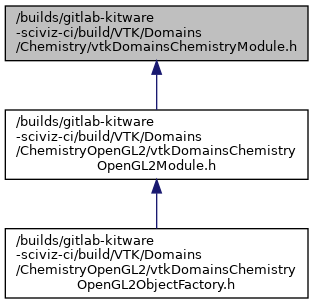 /builds/gitlab-kitware
-sciviz-ci/build/VTK/Domains
/Chemistry/vtkDomainsChemistryModule.h
/builds/gitlab-kitware
-sciviz-ci/build/VTK/Domains
/ChemistryOpenGL2/vtkDomainsChemistry
OpenGL2Module.h
/builds/gitlab-kitware
-sciviz-ci/build/VTK/Domains
/ChemistryOpenGL2/vtkDomainsChemistry
OpenGL2ObjectFactory.h